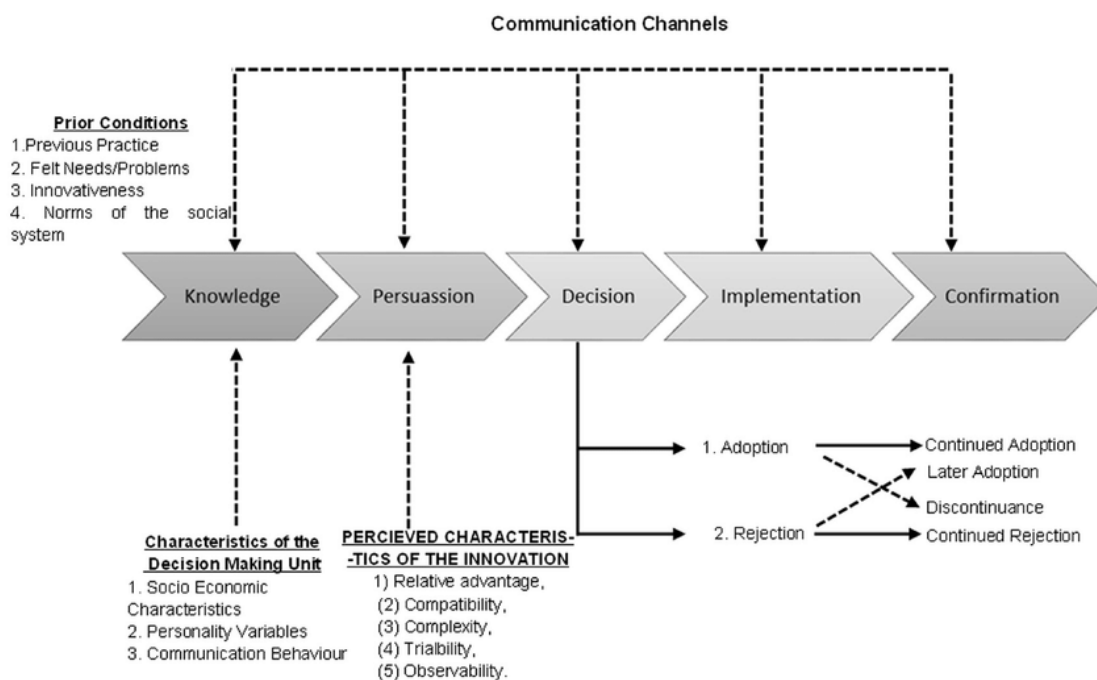 Communication Channels
Prior Conditions
1.Previous Practice
2. Felt Needs/Problems
3. Innovativeness
4. Norms of the social
system
Knowledge
Persuassion
Decision
Implementation
Confirmation
1. Adoption
Continued Adoption
Later Adoption
Discontinuance
2. Rejection
Continued Rejection
Characteristics of the
Decision Making Unit
1. Socio Economic
Characteristics
2. Personality Variables
3. Communication Behaviour
PERCIEVED CHARACTERIS-
-TICS OF THE INNOVATION
1) Relative advantage,
(2) Compatibility,
(3) Complexity,
(4) Trialbility,
(5) Observability.